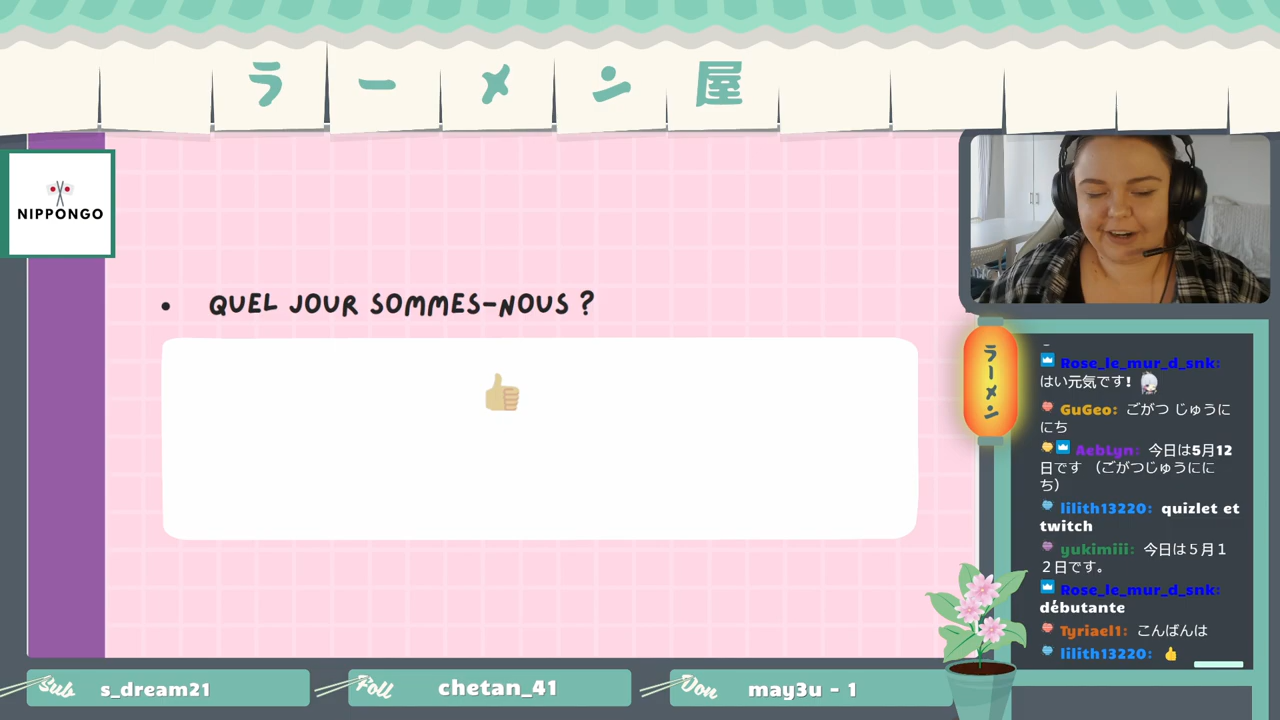 ラーメン屋
NIPPONGO
• QUEL JOUR SOMMES-NOUS ?
ラーメン
Rose_le_mur_d_snk:
はい元気です!
GuGeo: ごがつ じゅうに
にち
AebLyn: 今日は5月12
日です （ごがつじゅうにに
ち）
lilith13220: quizlet et
twitch
yukimiii: 今日は５月１
２日です。
Rose_le_mur_d_snk:
débutante
Tyriael1: こんばんは
lilith13220: 👍
Sub s_dream21
Foll chetan_41
Don may3u - 1